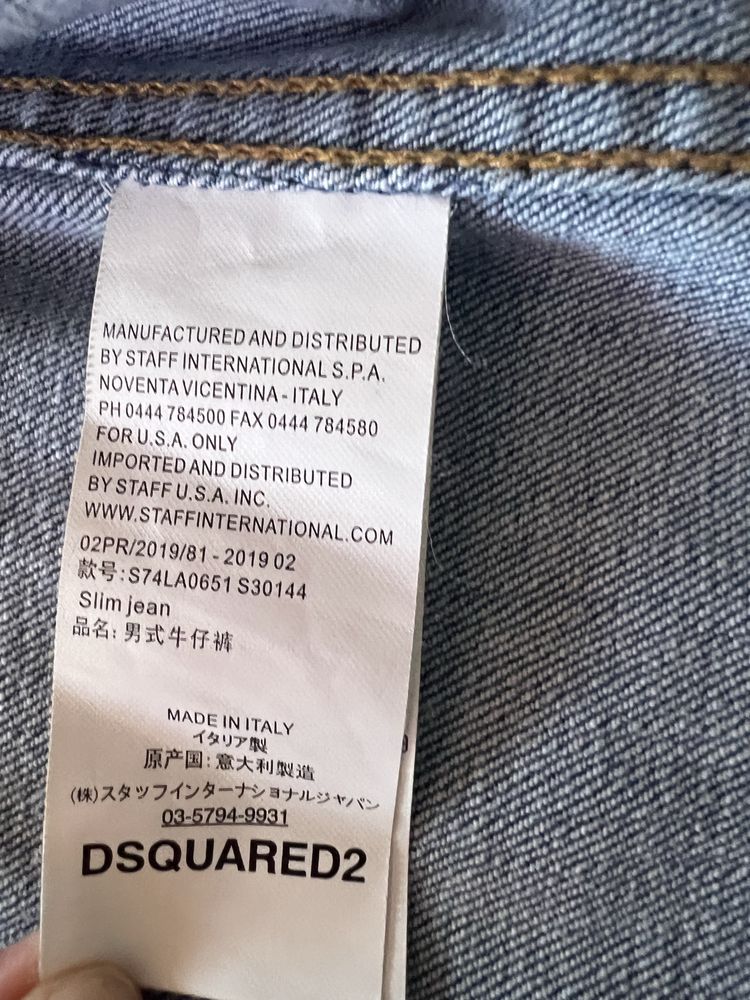 MANUFACTURED AND DISTRIBUTED
BY STAFF INTERNATIONAL S.P.A.
NOVENTA VICENTINA - ITALY
PH 0444 784500 FAX 0444 784580
FOR U.S.A. ONLY
IMPORTED AND DISTRIBUTED
BY STAFF U.S.A. INC.
WWW.STAFFINTERNATIONAL.COM
02PR/2019/81 - 2019 02
款号: S74LA0651 S30144
Slim jean
品名: 男式牛仔裤
MADE IN ITALY
イタリア製
原产国: 意大利製造
(株)スタッフインターナショナルジャパン
03-5794-9931
DSQUARED2